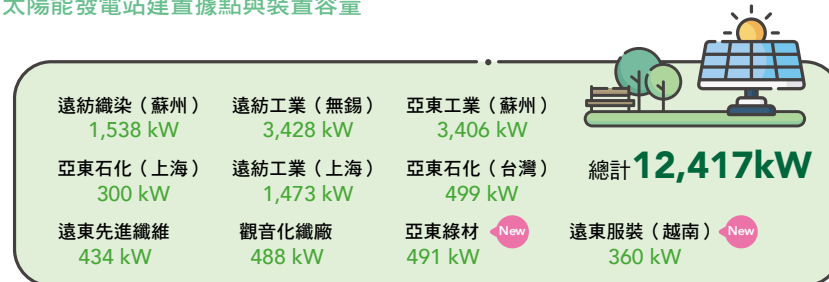 太陽能發電站建置據點與裝置容量
遠紡織染（蘇州） 遠紡工業（無錫） 亞東工業（蘇州）
1,538 kW 3,428 kW 3,406 kW
亞東石化（上海） 遠紡工業（上海） 亞東石化（台灣） 總計12,417kW
300 kW 1,473 kW 499 kW
遠東先進纖維 觀音化纖廠 亞東綠材 New 遠東服裝（越南） New
434 kW 488 kW 491 kW 360 kW